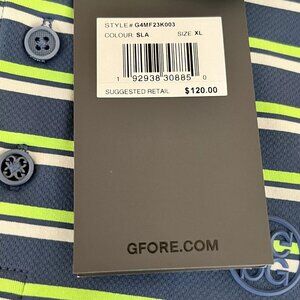 STYLE# G4MF23K003
COLOUR: SLA SIZE: XL
1 92938 30885 0
SUGGESTED RETAIL $120.00
GFORE.COM